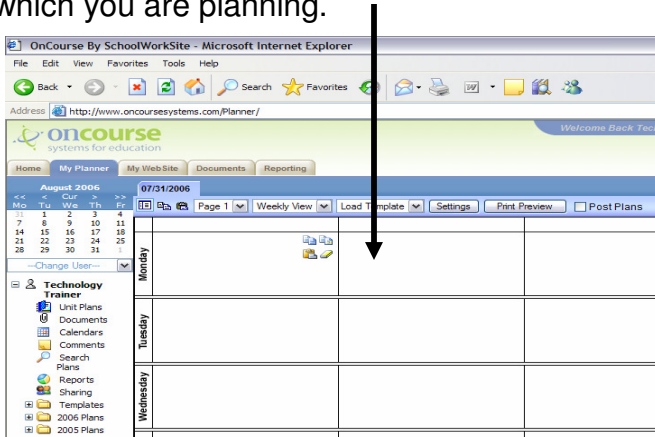 which you are planning.
OnCourse By SchoolWorkSite - Microsoft Internet Explorer
File Edit View Favorites Tools Help
Back Search Favorites
Address http://www.oncoursesystems.com/Planner/
oncourse
systems for education
Welcome Back Tec
Home My Planner My WebSite Documents Reporting
August 2006
<< < Cur > >>
Mo Tu We Th Fr
31 1 2 3 4
7 8 9 10 11
14 15 16 17 18
21 22 23 24 25
28 29 30 31 1
--Change User--
Technology
Trainer
Unit Plans
Documents
Calendars
Comments
Search
Plans
Reports
Sharing
Templates
2006 Plans
2005 Plans
07/31/2006
Page 1 Weekly View Load Template Settings Print Preview Post Plans
Monday
Tuesday
Wednesday